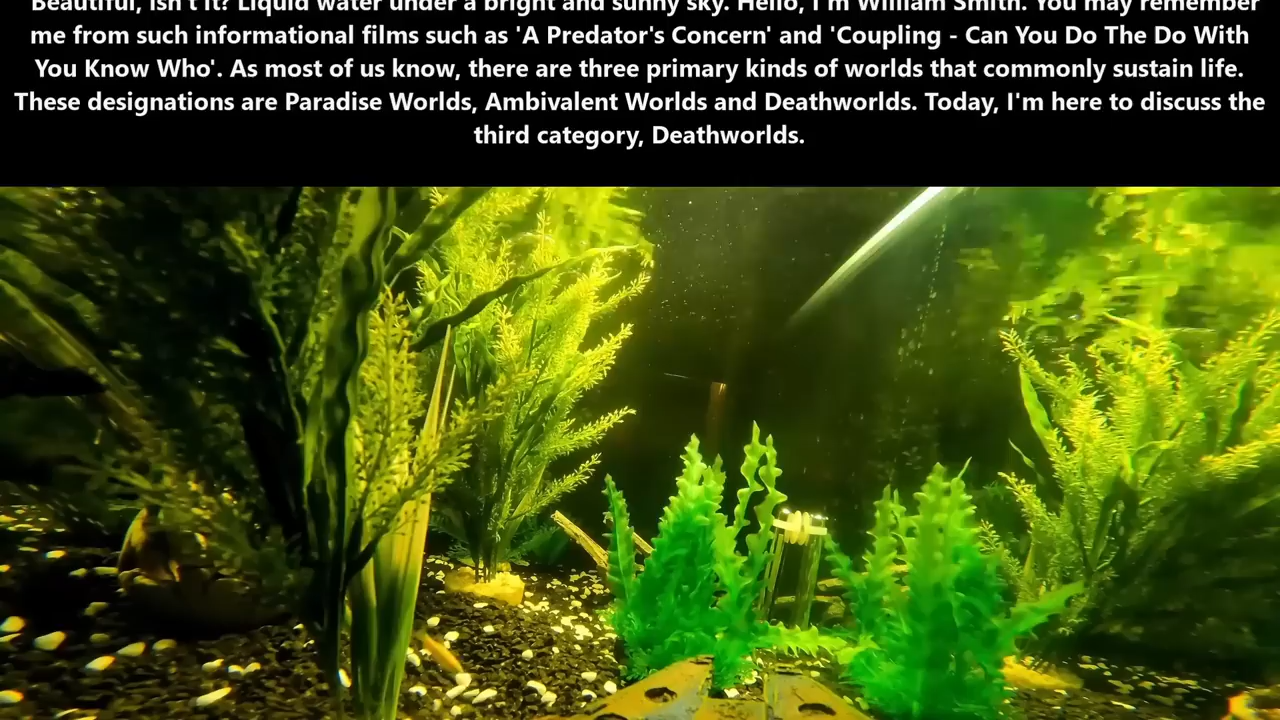 Beautiful, isn't it? Liquid water under a bright and sunny sky. Hello, I'm William Smith. You may remember
me from such informational films such as 'A Predator's Concern' and 'Coupling - Can You Do The Do With
You Know Who'. As most of us know, there are three primary kinds of worlds that commonly sustain life.
These designations are Paradise Worlds, Ambivalent Worlds and Deathworlds. Today, I'm here to discuss the
third category, Deathworlds.